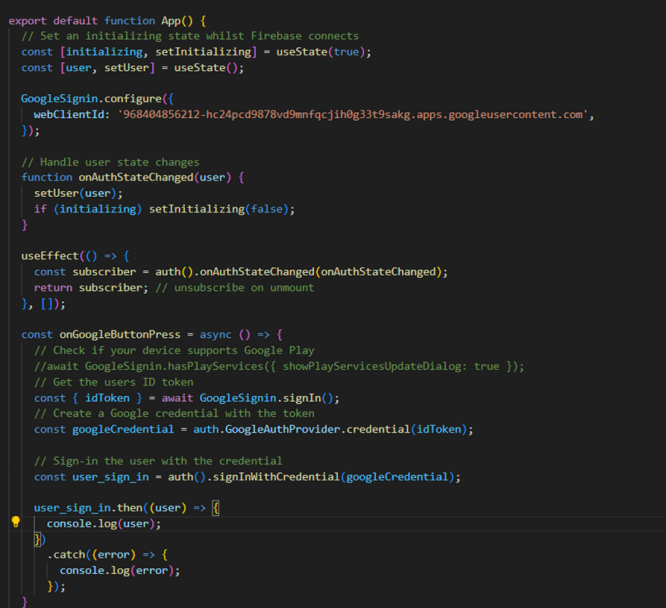 export default function App() {
// Set an initializing state whilst Firebase connects
const [initializing, setInitializing] = useState(true);
const [user, setUser] = useState();
GoogleSignin.configure({
webClientId: '968404856212-hc24pcd9878vd9mnfqcjih0g33t9sakg.apps.googleusercontent.com',
});
// Handle user state changes
function onAuthStateChanged(user) {
setUser(user);
if (initializing) setInitializing(false);
}
useEffect(() => {
const subscriber = auth().onAuthStateChanged(onAuthStateChanged);
return subscriber; // unsubscribe on unmount
}, []);
const onGoogleButtonPress = async () => {
// Check if your device supports Google Play
//await GoogleSignin.hasPlayServices({ showPlayServicesUpdateDialog: true });
// Get the users ID token
const { idToken } = await GoogleSignin.signIn();
// Create a Google credential with the token
const googleCredential = auth.GoogleAuthProvider.credential(idToken);
// Sign-in the user with the credential
const user_sign_in = auth().signInWithCredential(googleCredential);
user_sign_in.then((user) => {
console.log(user);
})
.catch((error) => {
console.log(error);
});
}